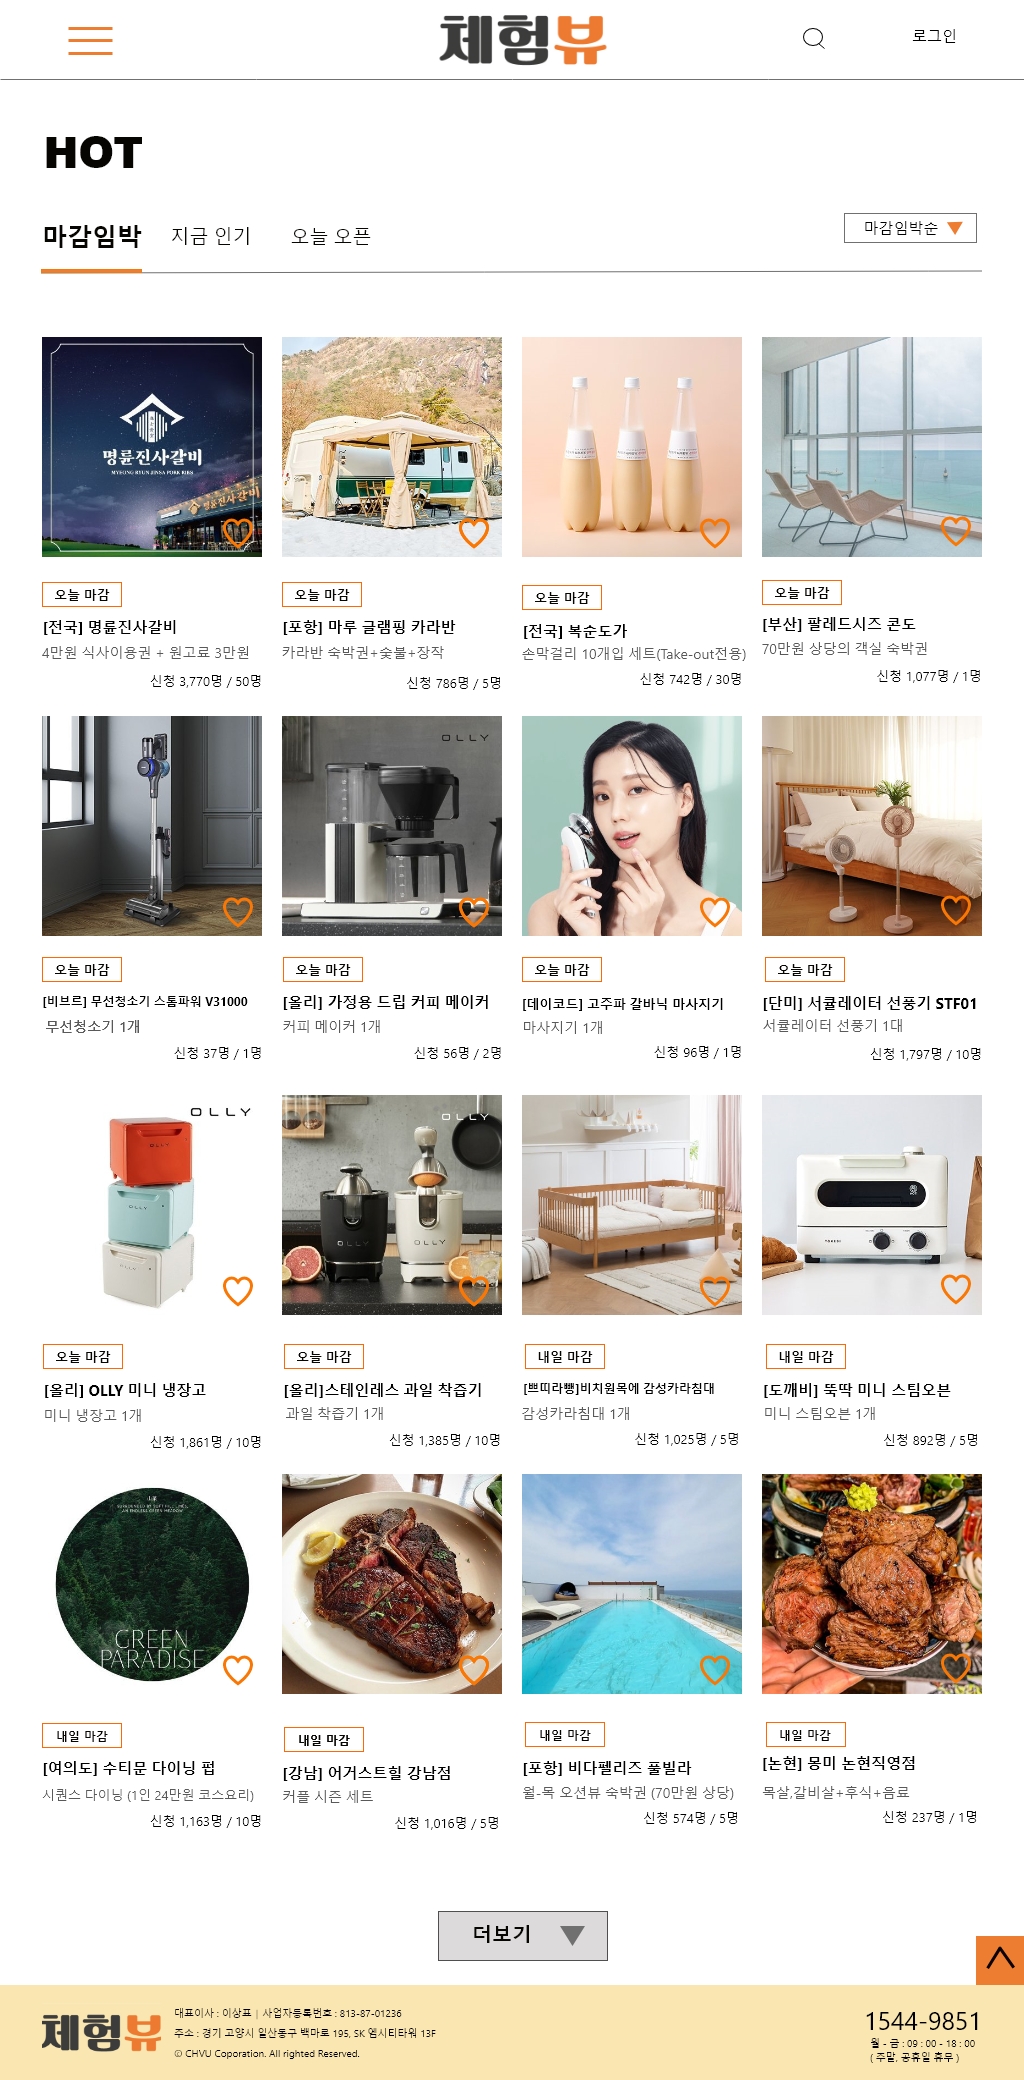 체험뷰
로그인
HOT
마감임박 지금 인기 오늘 오픈
마감임박순
명륜진사갈비
MYEONG RYUN JINSA PORK RIBS
명륜진사갈비
오늘 마감
[전국] 명륜진사갈비
4만원 식사이용권 + 원고료 3만원
신청 3,770명 / 50명
오늘 마감
[포항] 마루 글램핑 카라반
카라반 숙박권+숯불+장작
신청 786명 / 5명
오늘 마감
[전국] 복순도가
손막걸리 10개입 세트(Take-out전용)
신청 742명 / 30명
오늘 마감
[부산] 팔레드시즈 콘도
70만원 상당의 객실 숙박권
신청 1,077명 / 1명
오늘 마감
[비브르] 무선청소기 스톰파워 V31000
무선청소기 1개
신청 37명 / 1명
OLLY
오늘 마감
[올리] 가정용 드립 커피 메이커
커피 메이커 1개
신청 56명 / 2명
오늘 마감
[데이코드] 고주파 갈바닉 마사지기
마사지기 1개
신청 96명 / 1명
오늘 마감
[단미] 서큘레이터 선풍기 STF01
서큘레이터 선풍기 1대
신청 1,797명 / 10명
OLLY
OLLY
OLLY
OLLY
오늘 마감
[올리] OLLY 미니 냉장고
미니 냉장고 1개
신청 1,861명 / 10명
OLLY
OLLY
OLLY
오늘 마감
[올리]스테인레스 과일 착즙기
과일 착즙기 1개
신청 1,385명 / 10명
내일 마감
[쁘띠라뺑]비치원목에 감성카라침대
감성카라침대 1개
신청 1,025명 / 5명
내일 마감
[도깨비] 뚝딱 미니 스팀오븐
미니 스팀오븐 1개
신청 892명 / 5명
GREEN
PARADISE
내일 마감
[여의도] 수티문 다이닝 펍
시퀀스 다이닝 (1인 24만원 코스요리)
신청 1,163명 / 10명
내일 마감
[강남] 어거스트힐 강남점
커플 시즌 세트
신청 1,016명 / 5명
내일 마감
[포항] 비다펠리즈 풀빌라
월-목 오션뷰 숙박권 (70만원 상당)
신청 574명 / 5명
내일 마감
[논현] 몽미 논현직영점
목살,갈비살+후식+음료
신청 237명 / 1명
더보기
체험뷰
대표이사 : 이상표 | 사업자등록번호 : 813-87-01236
주소 : 경기 고양시 일산동구 백마로 195, SK 엠시티타워 13F
© CHVU Coporation. All righted Reserved.
1544-9851
월 - 금 : 09 : 00 - 18 : 00
( 주말, 공휴일 휴무 )